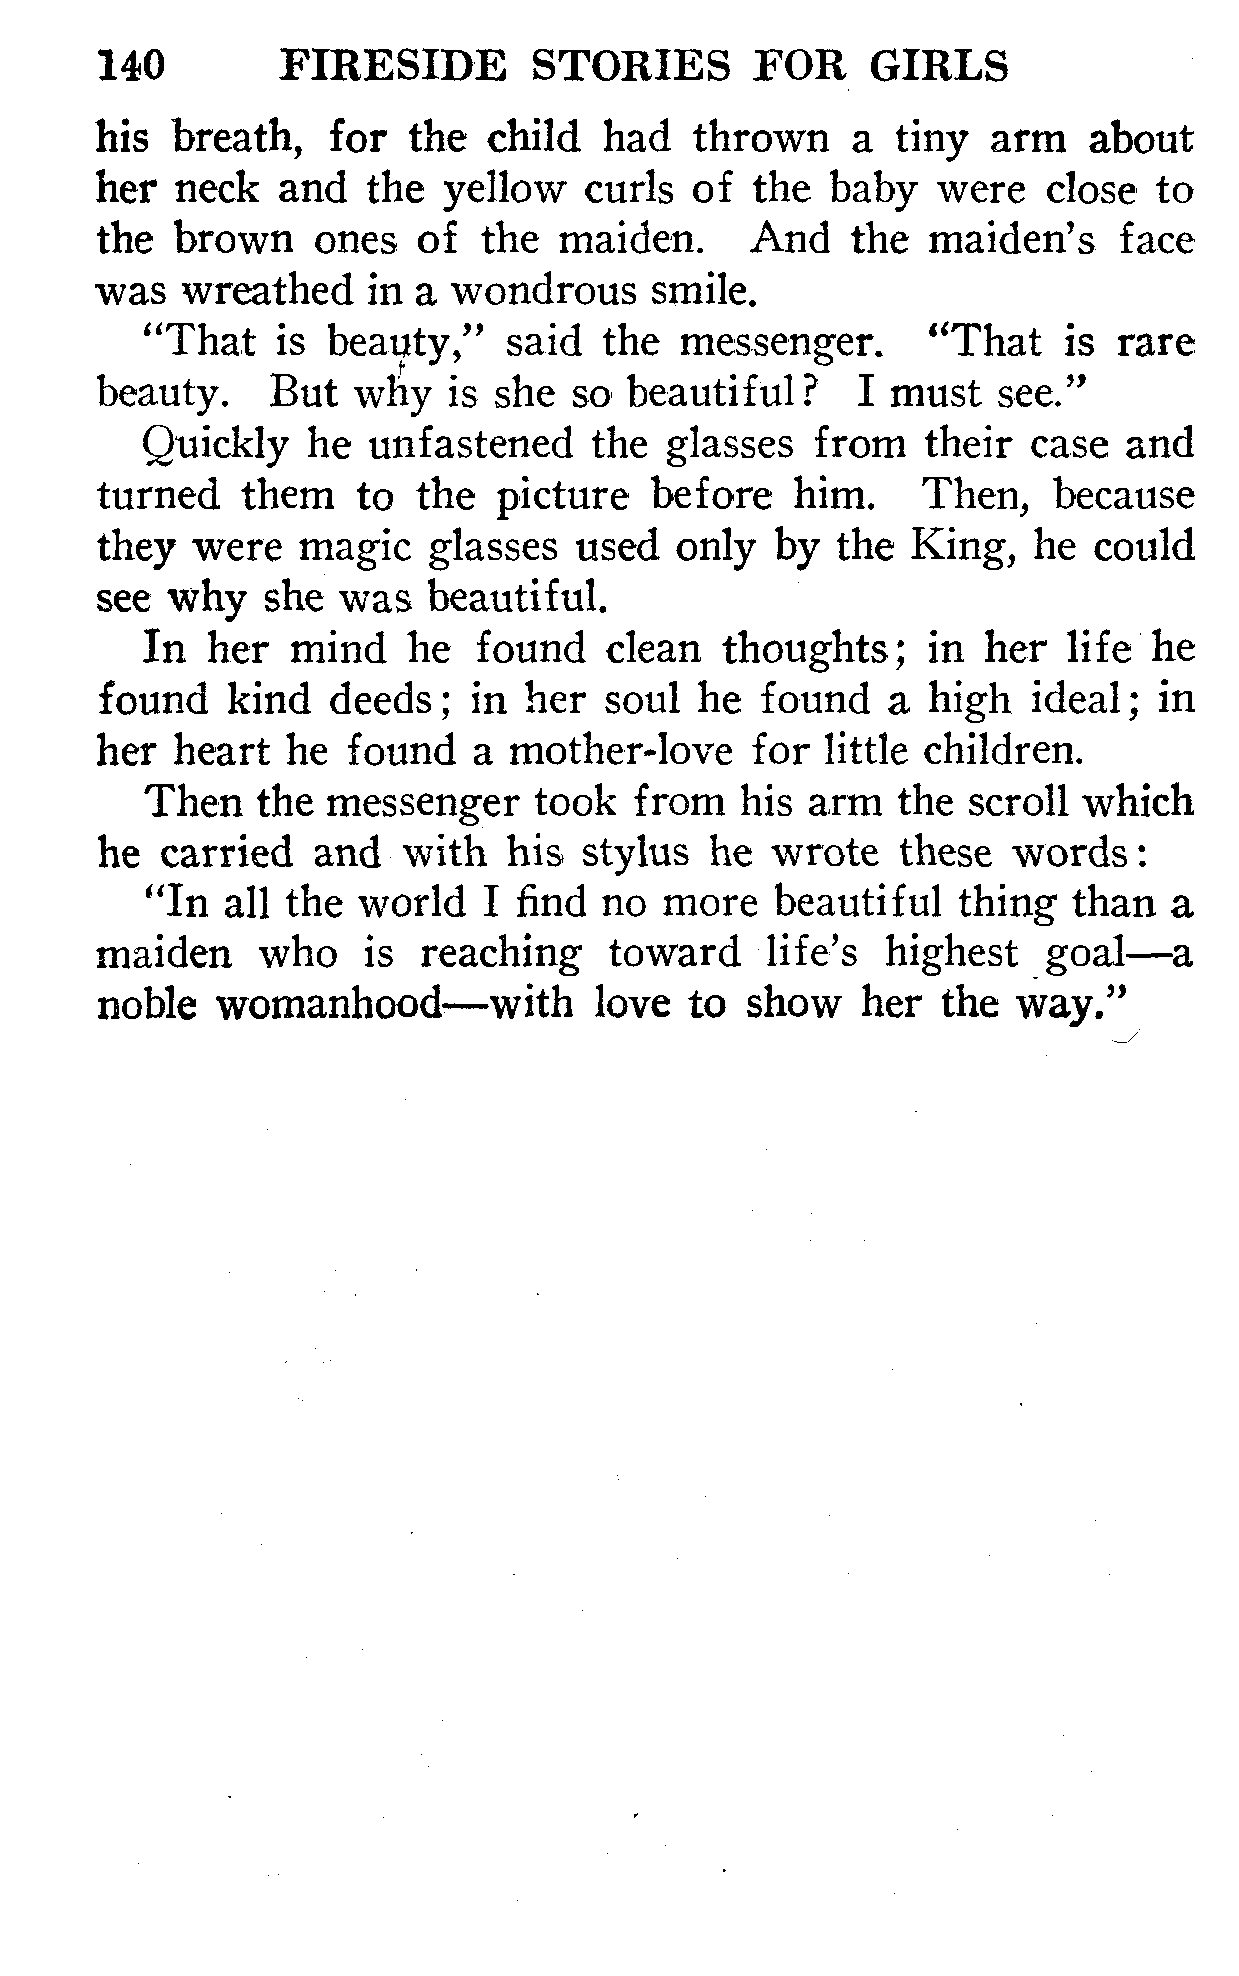 140 FIRESIDE STORIES FOR GIRLS
his breath, for the child had thrown a tiny arm about
her neck and the yellow curls of the baby were close to
the brown ones of the maiden. And the maiden's face
was wreathed in a wondrous smile.
"That is beauty," said the messenger. "That is rare
beauty. But why is she so beautiful? I must see."
Quickly he unfastened the glasses from their case and
turned them to the picture before him. Then, because
they were magic glasses used only by the King, he could
see why she was beautiful.
In her mind he found clean thoughts; in her life he
found kind deeds; in her soul he found a high ideal; in
her heart he found a mother-love for little children.
Then the messenger took from his arm the scroll which
he carried and with his stylus he wrote these words:
"In all the world I find no more beautiful thing than a
maiden who is reaching toward life's highest goal—a
noble womanhood—with love to show her the way."